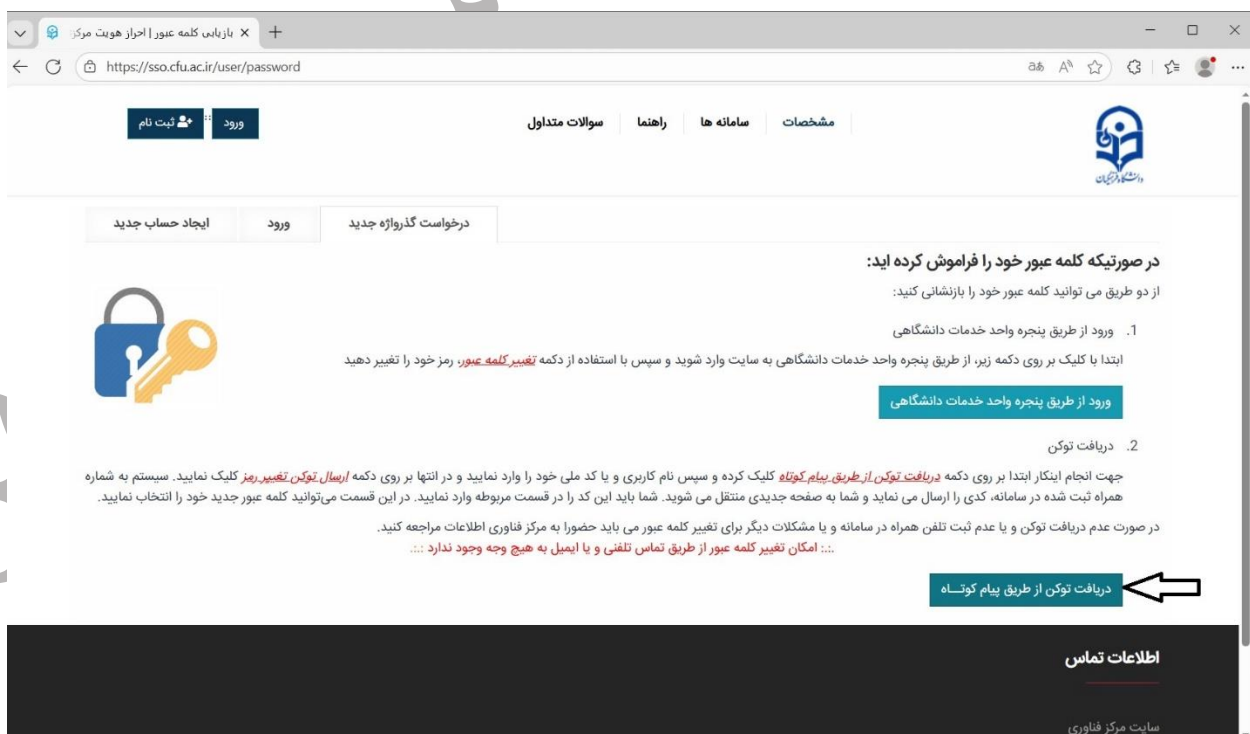 بازیابی کلمه عبور | احراز هویت مرکز
https://sso.cfu.ac.ir/user/password
دانشگاه فرهنگیان
مشخصات
سامانه ها
راهنما
سوالات متداول
ورود
ثبت نام
درخواست گذرواژه جدید
ورود
ایجاد حساب جدید
در صورتیکه کلمه عبور خود را فراموش کرده اید:
از دو طریق می توانید کلمه عبور خود را بازنشانی کنید:
1. ورود از طریق پنجره واحد خدمات دانشگاهی
ابتدا با کلیک بر روی دکمه زیر، از طریق پنجره واحد خدمات دانشگاهی به سایت وارد شوید و سپس با استفاده از دکمه تغییر کلمه عبور، رمز خود را تغییر دهید
ورود از طریق پنجره واحد خدمات دانشگاهی
2. دریافت توکن
جهت انجام اینکار ابتدا بر روی دکمه دریافت توکن از طریق پیام کوتاه کلیک کرده و سپس نام کاربری و یا کد ملی خود را وارد نمایید و در انتها بر روی دکمه ارسال توکن تغییر رمز کلیک نمایید. سیستم به شماره
همراه ثبت شده در سامانه، کدی را ارسال می نماید و شما به صفحه جدیدی منتقل می شوید. شما باید این کد را در قسمت مربوطه وارد نمایید. در این قسمت می‌توانید کلمه عبور جدید خود را انتخاب نمایید.
در صورت عدم دریافت توکن و یا عدم ثبت تلفن همراه در سامانه و یا مشکلات دیگر برای تغییر کلمه عبور می باید حضورا به مرکز فناوری اطلاعات مراجعه کنید.
.:: امکان تغییر کلمه عبور از طریق تماس تلفنی و یا ایمیل به هیچ وجه وجود ندارد ::.
دریافت توکن از طریق پیام کوتــاه
اطلاعات تماس
سایت مرکز فناوری